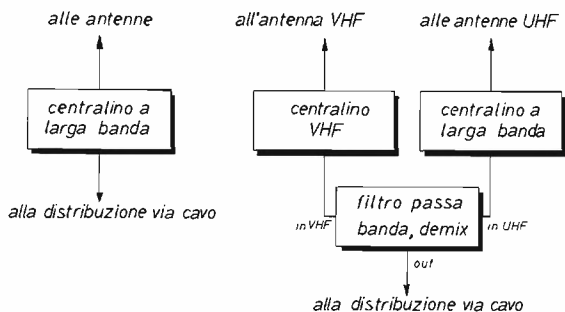 alle antenne
centralino a
larga banda
alla distribuzione via cavo
all'antenna VHF
centralino
VHF
alle antenne UHF
centralino a
larga banda
in VHF
filtro passa
banda, demix
in UHF
out
alla distribuzione via cavo